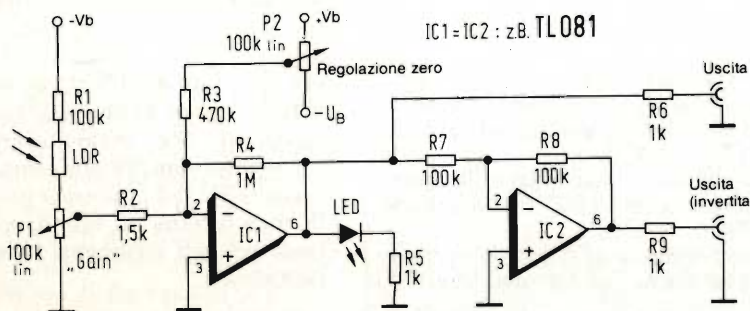 -Vb
P2
100k lin
+Vb
-UB
Regolazione zero
IC1 = IC2 : z.B. TL081
R1
100k
LDR
P1
100k
lin
„Gain"
R2
1,5k
R3
470k
R4
1M
2
3
6
IC1
LED
R5
1k
R7
100k
R8
100k
2
3
6
IC2
R6
1k
Uscita
R9
1k
Uscita
(invertita)